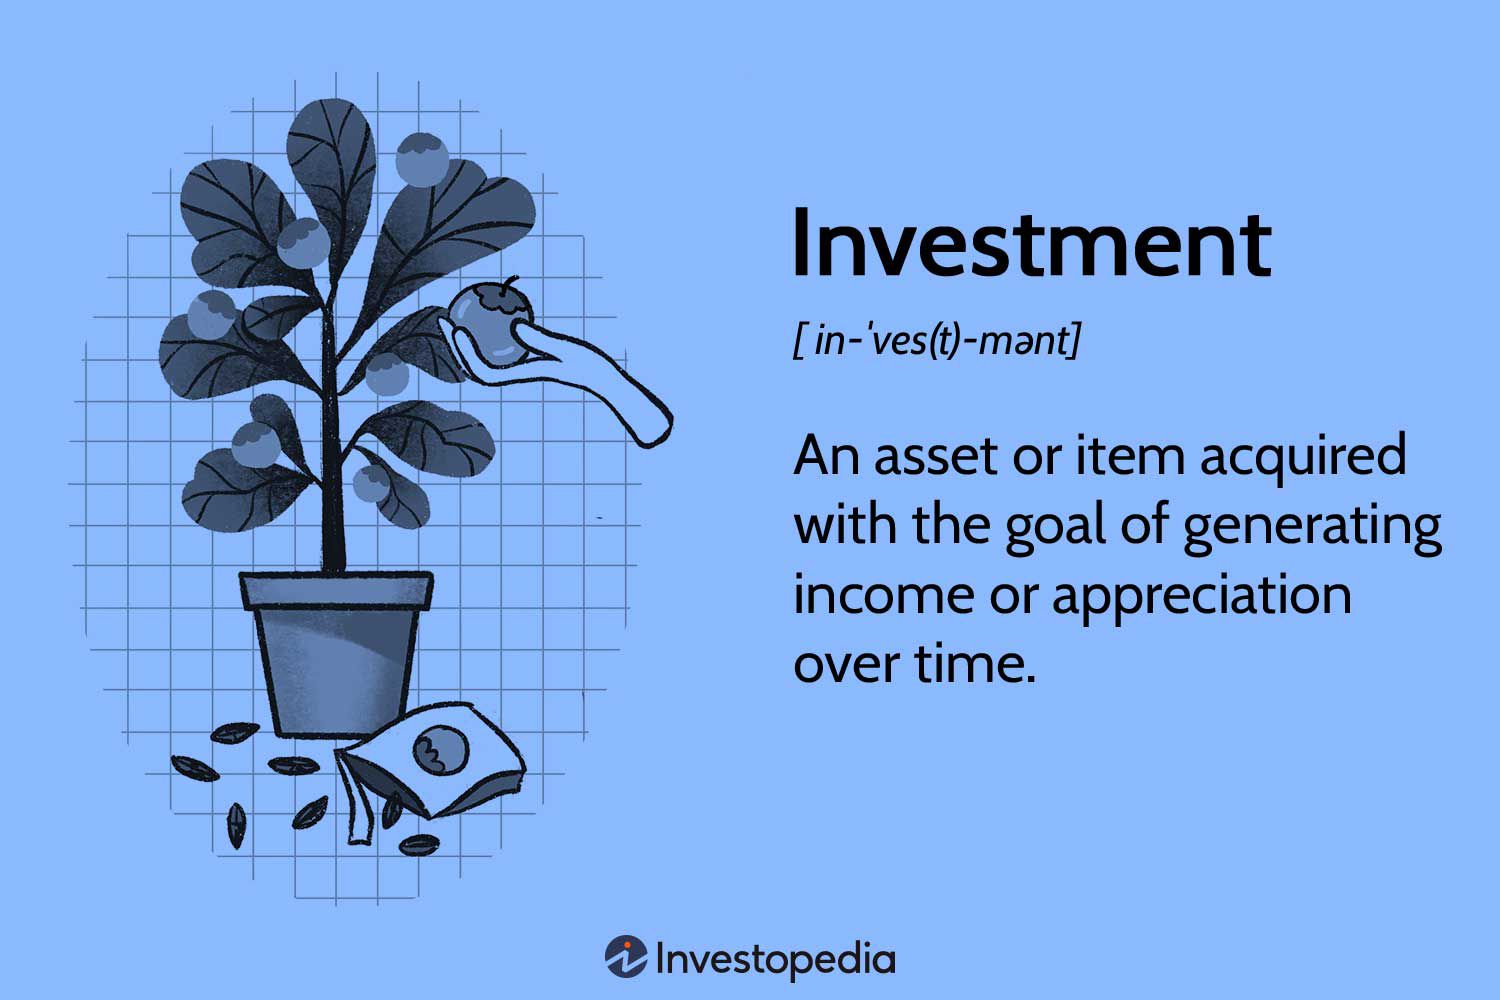 Investment
[ in-ˈves(t)-mənt]
An asset or item acquired
with the goal of generating
income or appreciation
over time.
Investopedia